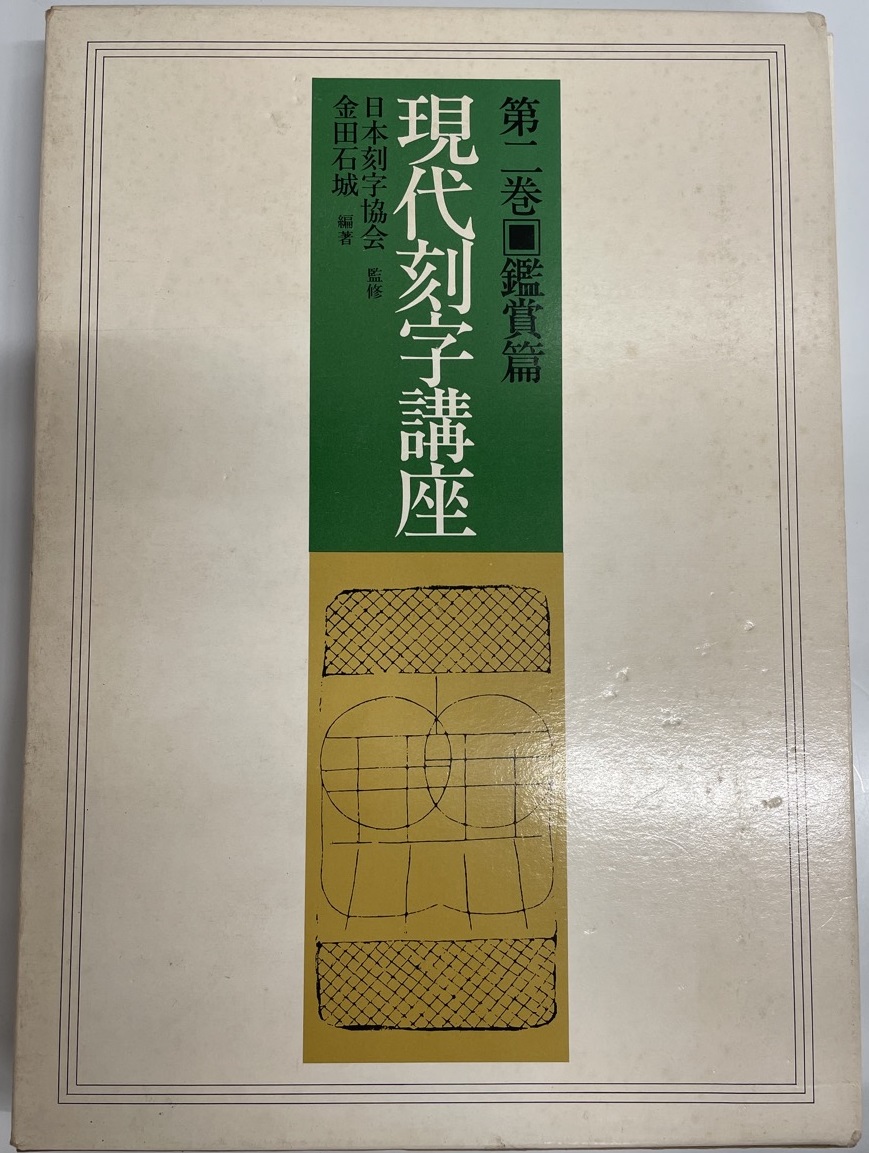 第二巻▣鑑賞篇
現代刻字講座
日本刻字協会 監修
金田石城 編著